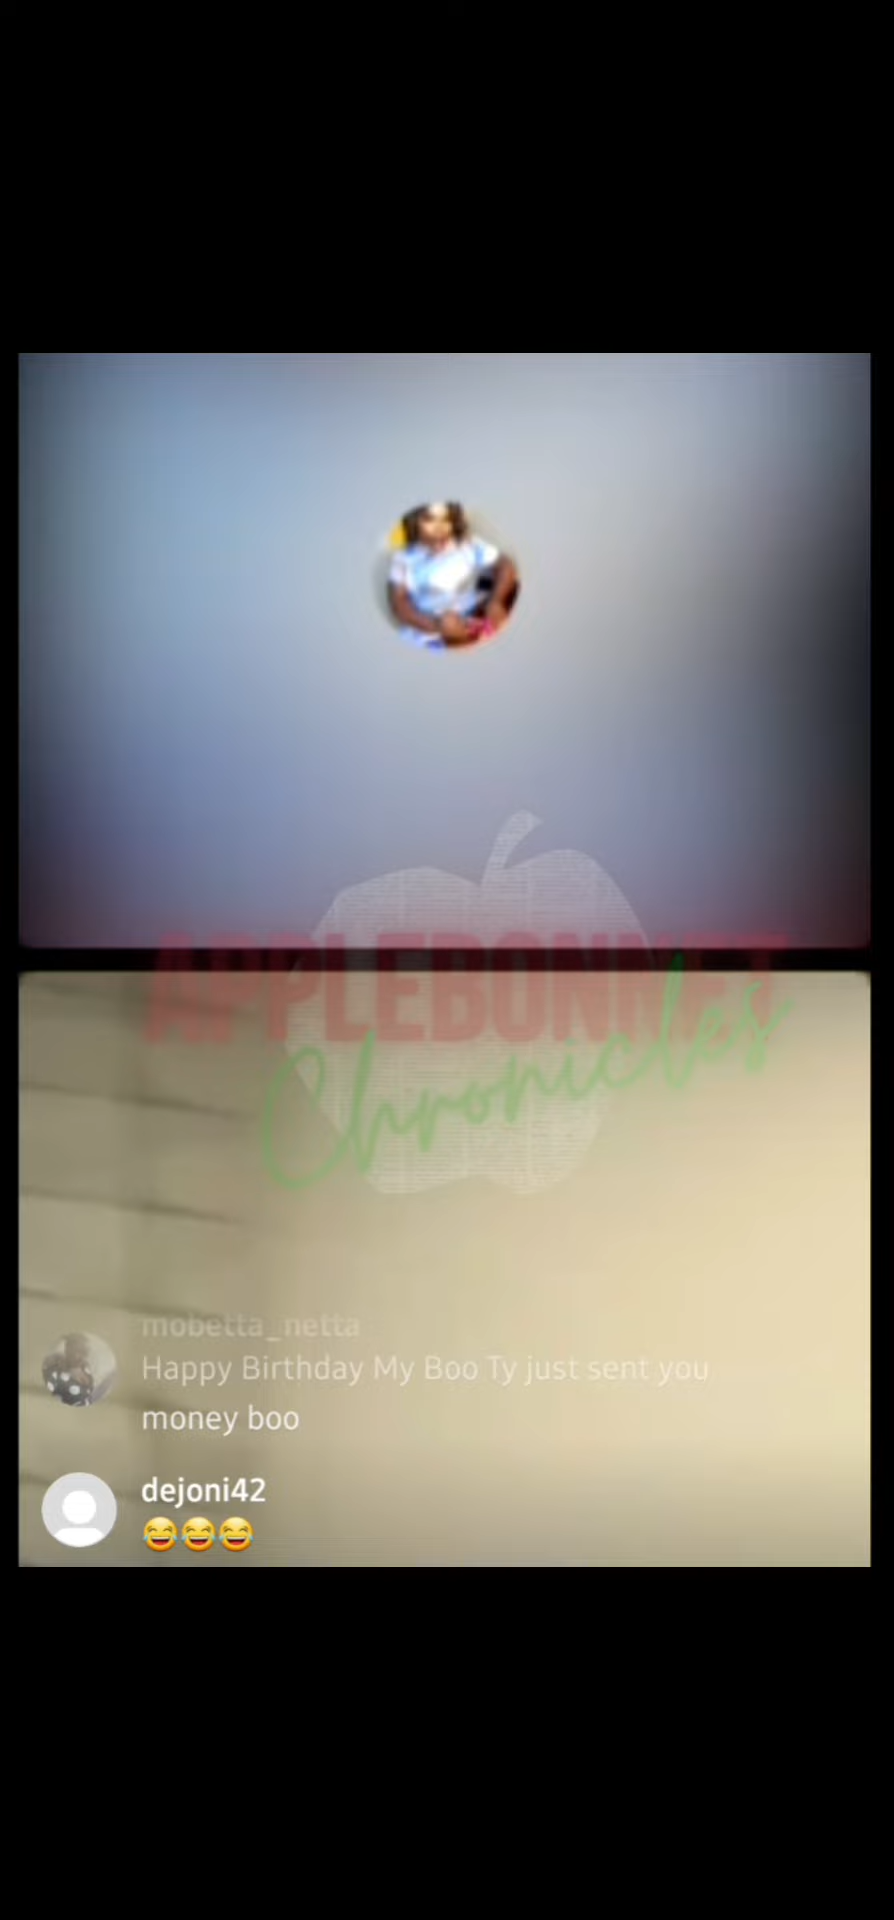 APPLEBONNET
Chronicles
mobetta_netta
Happy Birthday My Boo Ty just sent you
money boo
dejoni42
😂😂😂